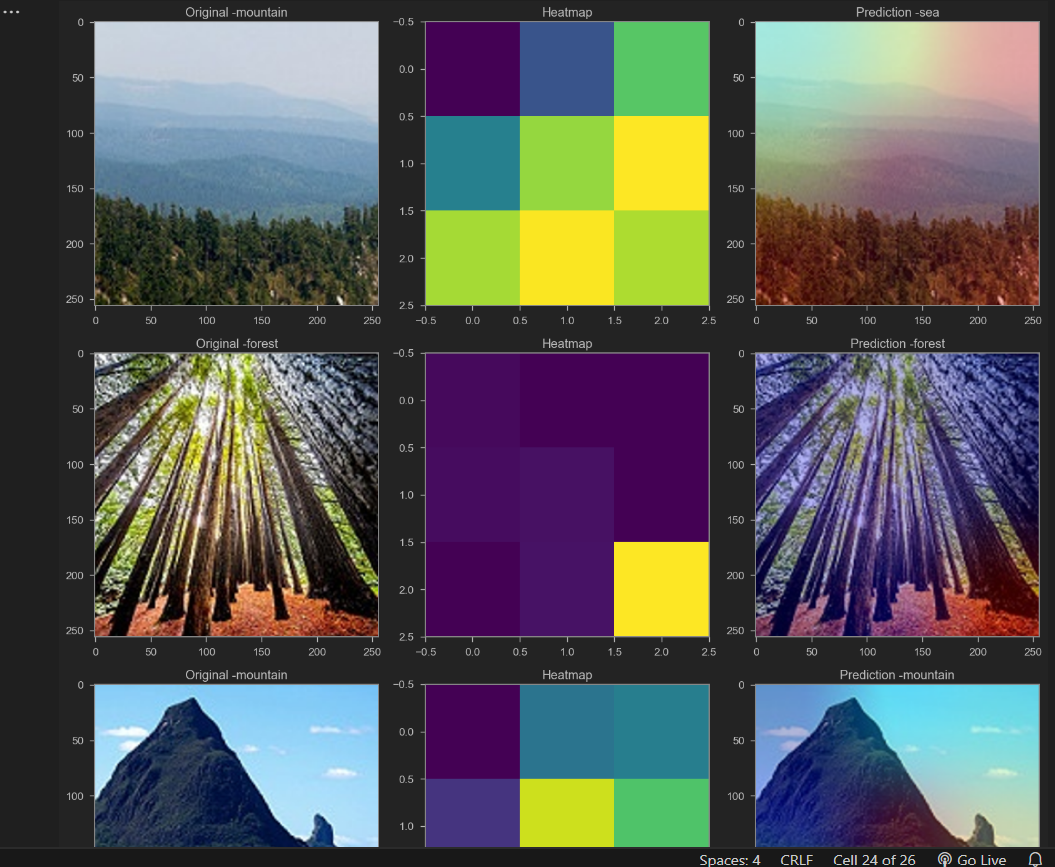 Original -mountain Heatmap Prediction -sea
0 −0.5 0
50 0.0 50
100 0.5 100
1.0
150 1.5 150
200 2.0 200
250 2.5 250
0 50 100 150 200 250 −0.5 0.0 0.5 1.0 1.5 2.0 2.5 0 50 100 150 200 250
Original -forest Heatmap Prediction -forest
0 −0.5 0
50 0.0 50
100 0.5 100
1.0
150 1.5 150
200 2.0 200
250 2.5 250
0 50 100 150 200 250 −0.5 0.0 0.5 1.0 1.5 2.0 2.5 0 50 100 150 200 250
Original -mountain Heatmap Prediction -mountain
0 −0.5 0
50 0.0 50
100 0.5 100
1.0
Spaces: 4 CRLF Cell 24 of 26 Go Live